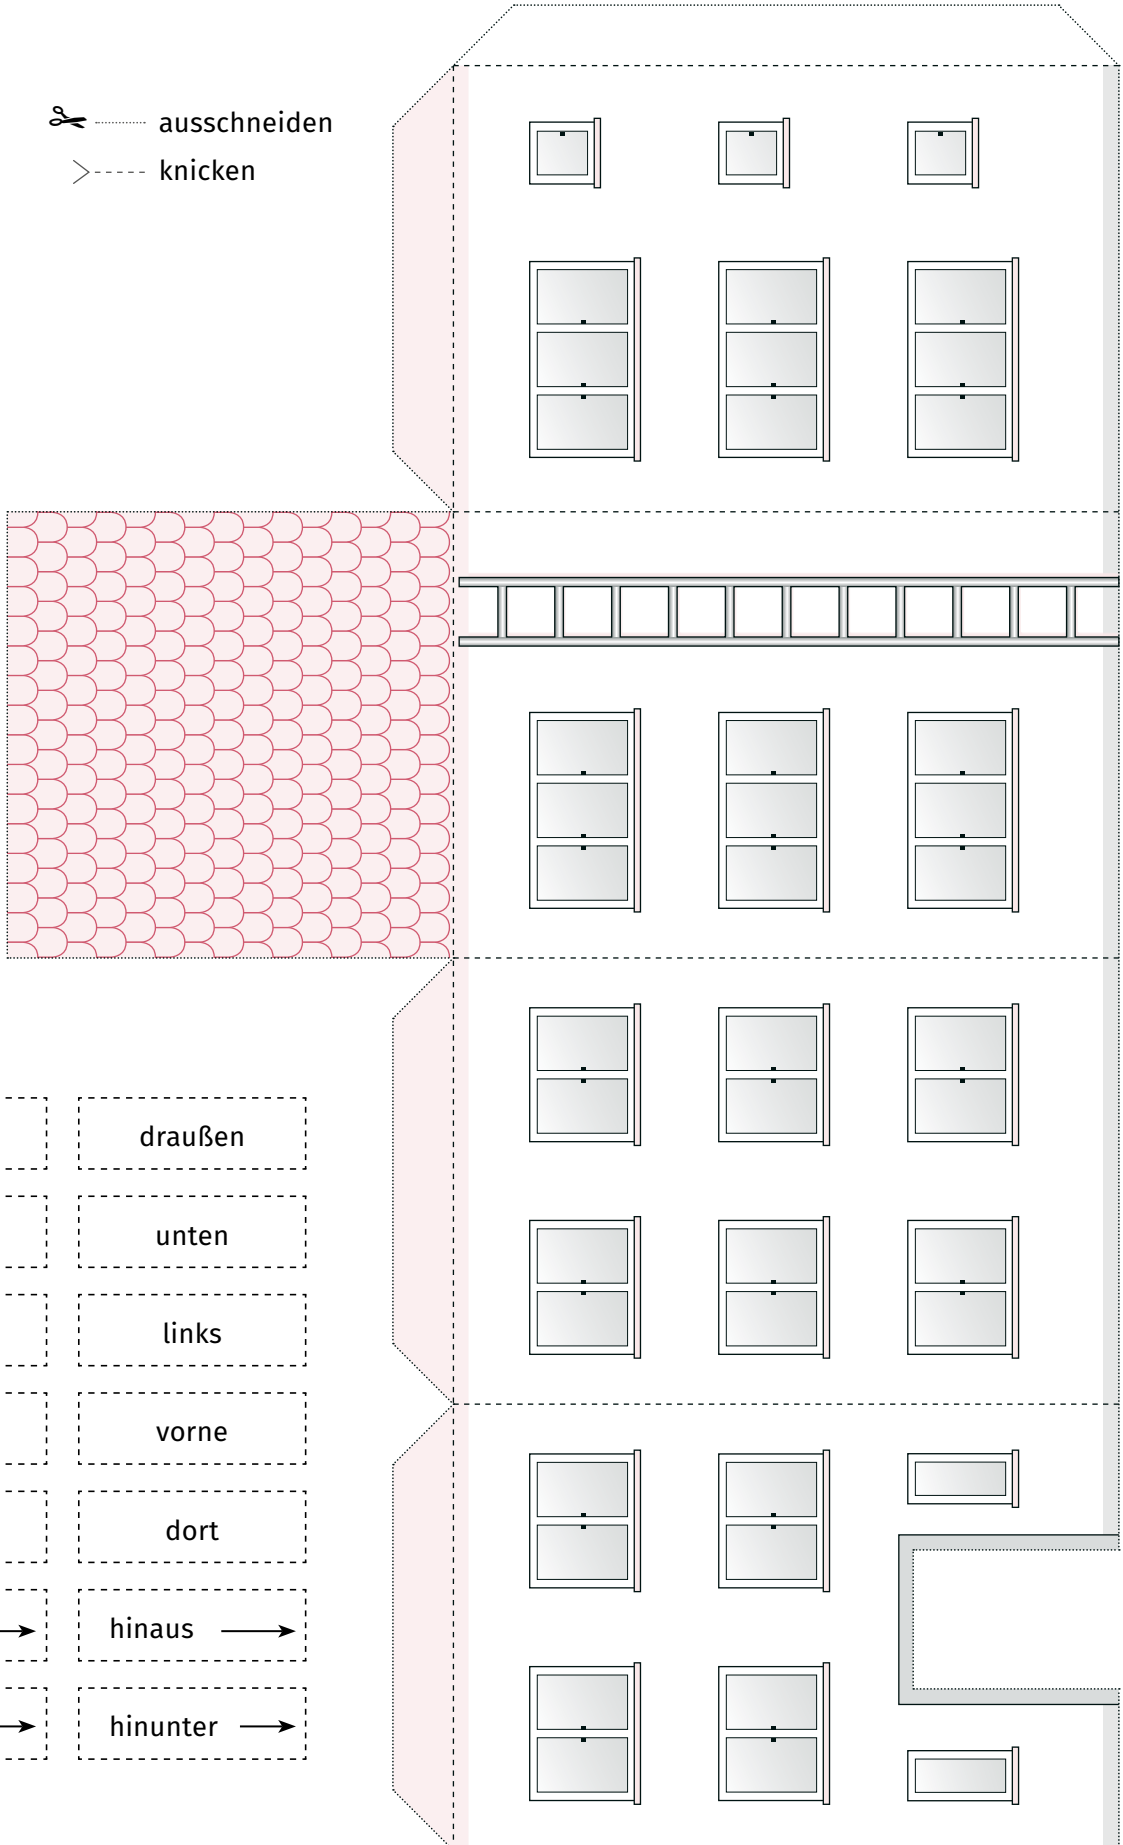 ausschneiden
knicken
draußen
unten
links
vorne
dort
hinaus
hinunter